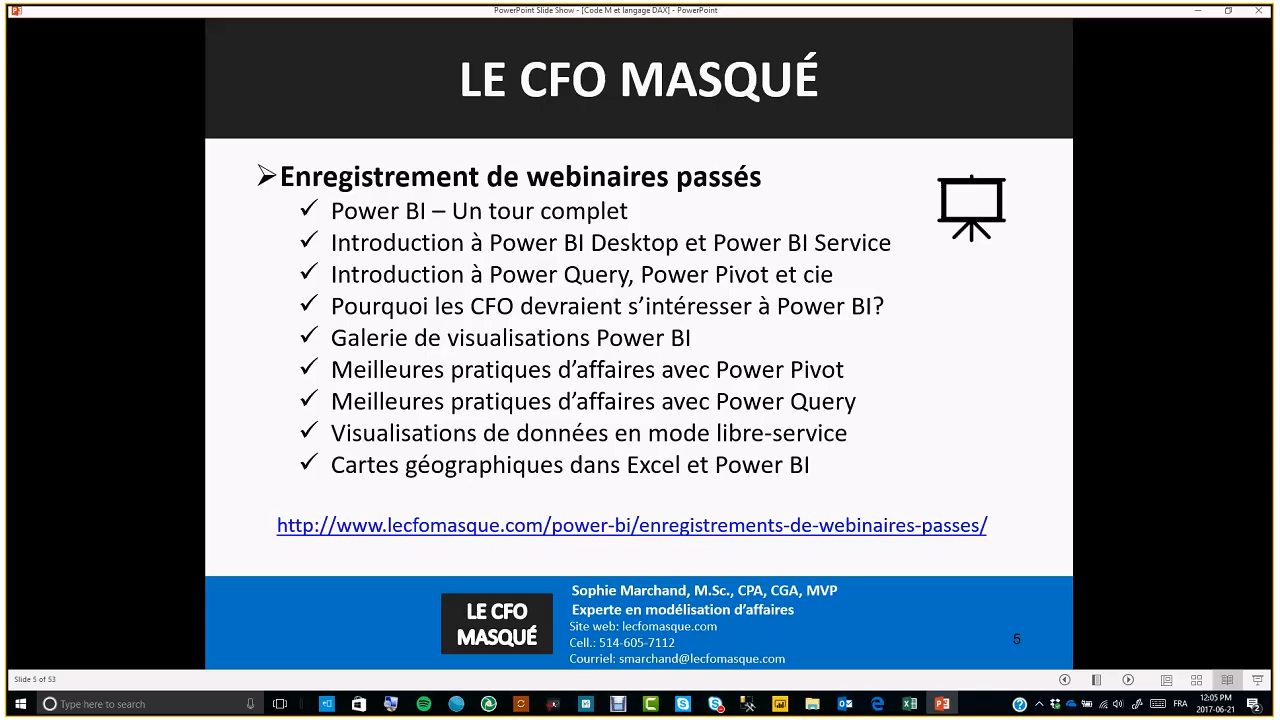 PowerPoint Slide Show - [Code M et langage DAX] - PowerPoint
LE CFO MASQUÉ
Enregistrement de webinaires passés
Power BI – Un tour complet
Introduction à Power BI Desktop et Power BI Service
Introduction à Power Query, Power Pivot et cie
Pourquoi les CFO devraient s’intéresser à Power BI?
Galerie de visualisations Power BI
Meilleures pratiques d’affaires avec Power Pivot
Meilleures pratiques d’affaires avec Power Query
Visualisations de données en mode libre-service
Cartes géographiques dans Excel et Power BI
http://www.lecfomasque.com/power-bi/enregistrements-de-webinaires-passes/
LE CFO
MASQUÉ
Sophie Marchand, M.Sc., CPA, CGA, MVP
Experte en modélisation d’affaires
Site web: lecfomasque.com
Cell.: 514-605-7112
Courriel: smarchand@lecfomasque.com
5
Slide 5 of 53
Type here to search
FRA
12:05 PM
2017-06-21